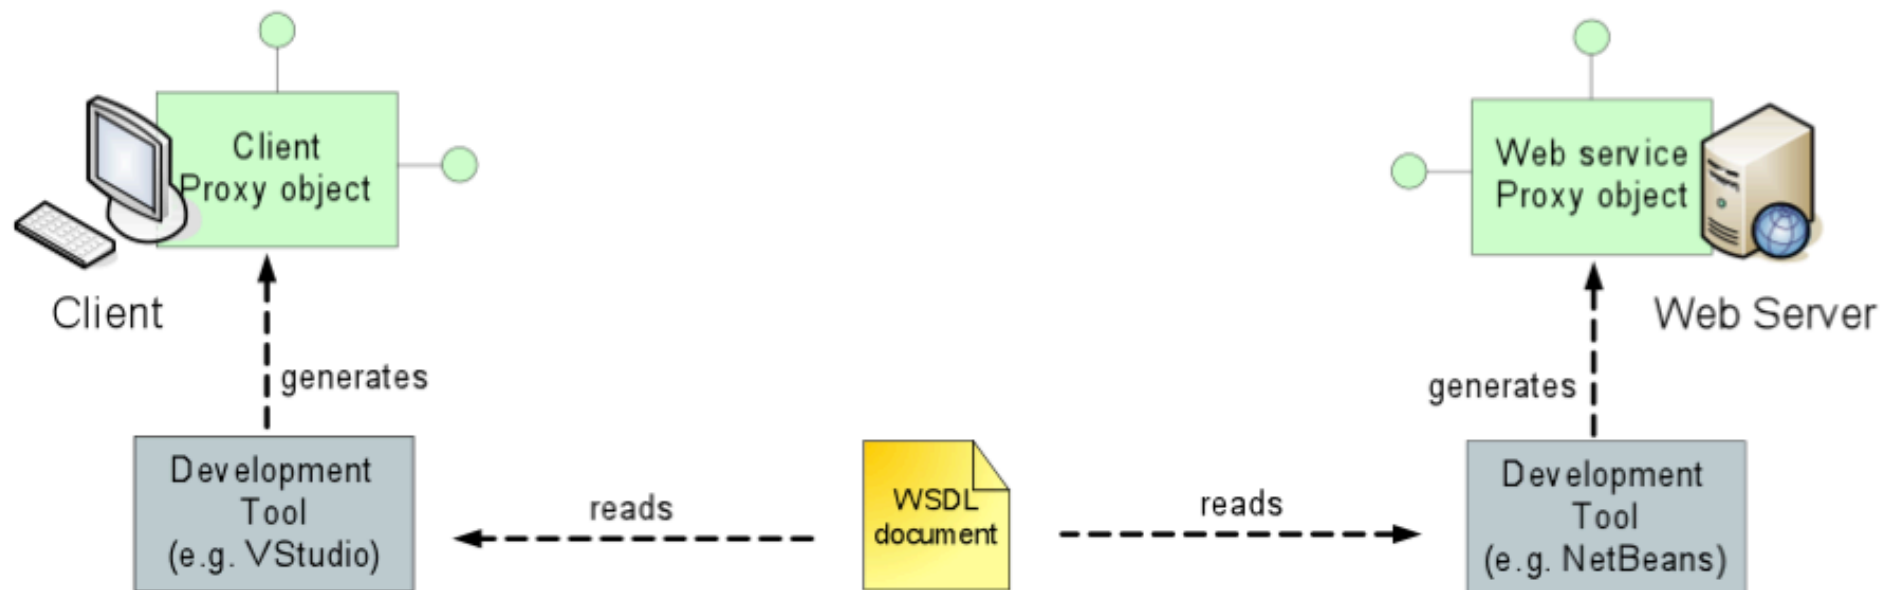 Client
Proxy object
Web service
Proxy object
Client
Web Server
generates
generates
Development
Tool
(e.g. VStudio)
reads
WSDL
document
reads
Development
Tool
(e.g. NetBeans)